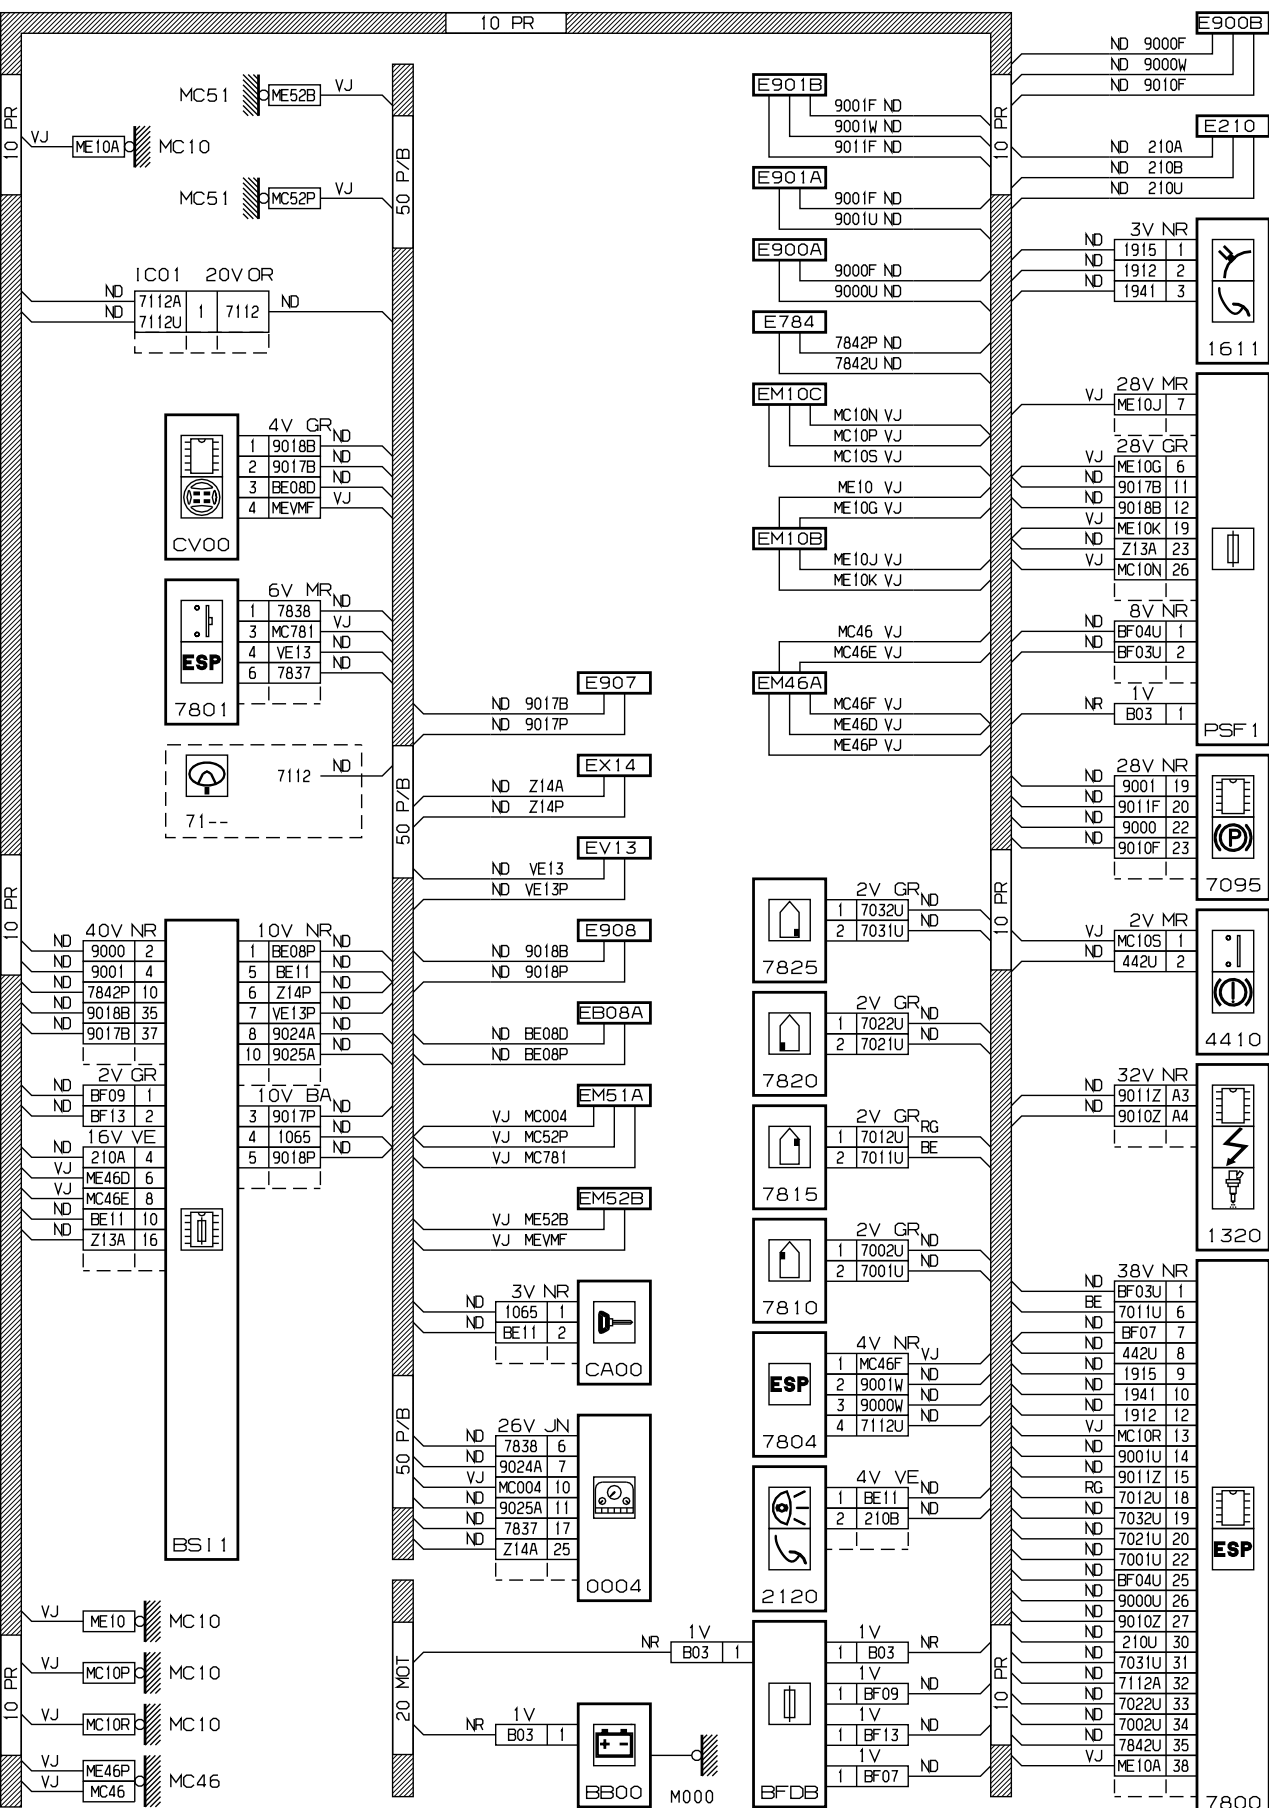 10 PR
10 PR
VJ ME10A MC10
MC51 ME52B VJ
MC51 MC52P VJ
50 P/B
IC01 20V OR
ND 7112A 1 7112 ND
ND 7112U
4V GR
1 9018B ND
2 9017B ND
3 BE08D ND
4 MEVMF VJ
CV00
6V MR
1 7838 ND
3 MC781 VJ
4 VE13 ND
6 7837 ND
ESP
7801
7112 ND
71--
50 P/B
10 PR
40V NR
ND 9000 2
ND 9001 4
ND 7842P 10
ND 9018B 35
ND 9017B 37
2V GR
ND BF09 1
ND BF13 2
16V VE
ND 210A 4
VJ ME46D 6
VJ MC46E 8
ND BE11 10
ND Z13A 16
10V NR
1 BE08P ND
5 BE11 ND
6 Z14P ND
7 VE13P ND
8 9024A ND
10 9025A ND
10V BA
3 9017P ND
4 1065 ND
5 9018P ND
BSI1
VJ ME10 MC10
VJ MC10P MC10
VJ MC10R MC10
VJ ME46P MC46
VJ MC46
10 PR
E907
ND 9017B
ND 9017P
EX14
ND Z14A
ND Z14P
EV13
ND VE13
ND VE13P
E908
ND 9018B
ND 9018P
EB08A
ND BE08D
ND BE08P
EM51A
VJ MC004
VJ MC52P
VJ MC781
EM52B
VJ ME52B
VJ MEVMF
3V NR
ND 1065 1
ND BE11 2
CA00
50 P/B
26V JN
ND 7838 6
ND 9024A 7
VJ MC004 10
ND 9025A 11
ND 7837 17
ND Z14A 25
0004
20 MOT
NR 1V B03 1
NR 1V B03 1
+ -
BB00
M000
E901B
9001F ND
9001W ND
9011F ND
E901A
9001F ND
9001U ND
E900A
9000F ND
9000U ND
E784
7842P ND
7842U ND
EM10C
MC10N VJ
MC10P VJ
MC10S VJ
ME10 VJ
ME10G VJ
EM10B
ME10J VJ
ME10K VJ
MC46 VJ
MC46E VJ
EM46A
MC46F VJ
ME46D VJ
ME46P VJ
2V GR
1 7032U ND
2 7031U ND
7825
2V GR
1 7022U ND
2 7021U ND
7820
2V GR
1 7012U RG
2 7011U BE
7815
2V GR
1 7002U ND
2 7001U ND
7810
4V NR
1 MC46F VJ
2 9001W ND
3 9000W ND
4 7112U ND
ESP
7804
4V VE
1 BE11 ND
2 210B ND
2120
1V
1 B03 NR
1V
1 BF09 ND
1V
1 BF13 ND
1V
1 BF07 ND
BFDB
10 PR
10 PR
10 PR
E900B
ND 9000F
ND 9000W
ND 9010F
E210
ND 210A
ND 210B
ND 210U
3V NR
ND 1915 1
ND 1912 2
ND 1941 3
1611
28V MR
VJ ME10J 7
28V GR
VJ ME10G 6
ND 9017B 11
ND 9018B 12
VJ ME10K 19
ND Z13A 23
VJ MC10N 26
8V NR
ND BF04U 1
ND BF03U 2
1V
NR B03 1
PSF1
28V NR
ND 9001 19
ND 9011F 20
ND 9000 22
ND 9010F 23
P
7095
2V MR
VJ MC10S 1
ND 442U 2
4410
32V NR
ND 9011Z A3
ND 9010Z A4
1320
38V NR
ND BF03U 1
BE 7011U 6
ND BF07 7
ND 442U 8
ND 1915 9
ND 1941 10
ND 1912 12
VJ MC10R 13
ND 9001U 14
ND 9011Z 15
RG 7012U 18
ND 7032U 19
ND 7021U 20
ND 7001U 22
ND BF04U 25
ND 9000U 26
ND 9010Z 27
ND 210U 30
ND 7031U 31
ND 7112A 32
ND 7022U 33
ND 7002U 34
ND 7842U 35
VJ ME10A 38
ESP
7800